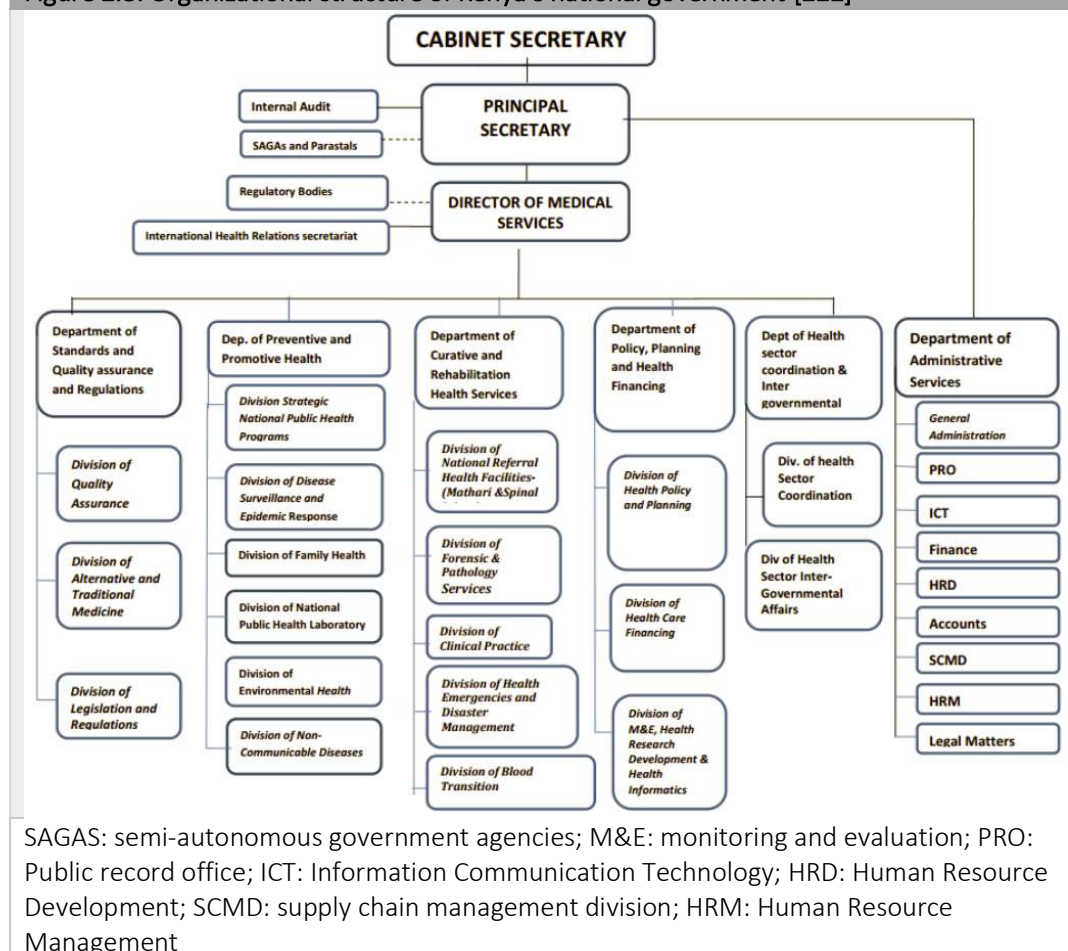 Figure 2.3: Organizational structure of Kenya's national government [222]
CABINET SECRETARY
PRINCIPAL
SECRETARY
Internal Audit
SAGAs and Parastals
Regulatory Bodies
DIRECTOR OF MEDICAL
SERVICES
International Health Relations secretariat
Department of
Standards and
Quality assurance
and Regulations
Division of
Quality
Assurance
Division of
Alternative and
Traditional
Medicine
Division of
Legislation and
Regulations
Dep. of Preventive and
Promotive Health
Division Strategic
National Public Health
Programs
Division of Disease
Surveillance and
Epidemic Response
Division of Family Health
Division of National
Public Health Laboratory
Division of
Environmental Health
Division of Non-
Communicable Diseases
Department of
Curative and
Rehabilitation
Health Services
Division of
National Referral
Health Facilities-
(Mathari &Spinal
Division of
Forensic &
Pathology
Services
Division of
Clinical Practice
Division of Health
Emergencies and
Disaster
Management
Division of Blood
Transition
Department of
Policy, Planning
and Health
Financing
Division of
Health Policy
and Planning
Division of
Health Care
Financing
Division of
M&E, Health
Research
Development &
Health
Informatics
Dept of Health
sector
coordination &
Inter
governmental
Div. of health
Sector
Coordination
Div of Health
Sector Inter-
Governmental
Affairs
Department of
Administrative
Services
General
Administration
PRO
ICT
Finance
HRD
Accounts
SCMD
HRM
Legal Matters
SAGAS: semi-autonomous government agencies; M&E: monitoring and evaluation; PRO:
Public record office; ICT: Information Communication Technology; HRD: Human Resource
Development; SCMD: supply chain management division; HRM: Human Resource
Management